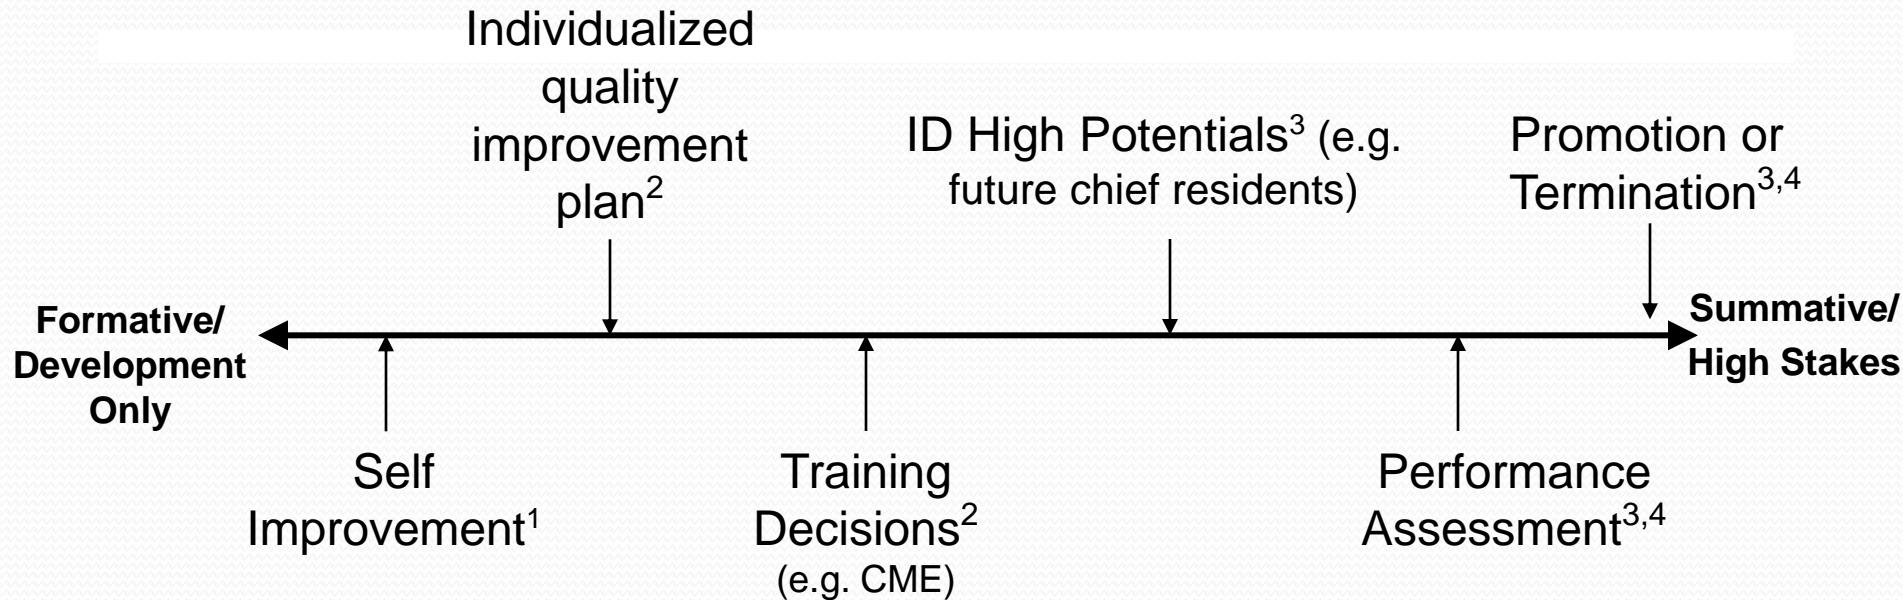 Individualized
quality
improvement
plan²
ID High Potentials³ (e.g.
future chief residents)
Promotion or
Termination³,⁴
Formative/
Development
Only
Summative/
High Stakes
Self
Improvement¹
Training
Decisions²
(e.g. CME)
Performance
Assessment³,⁴